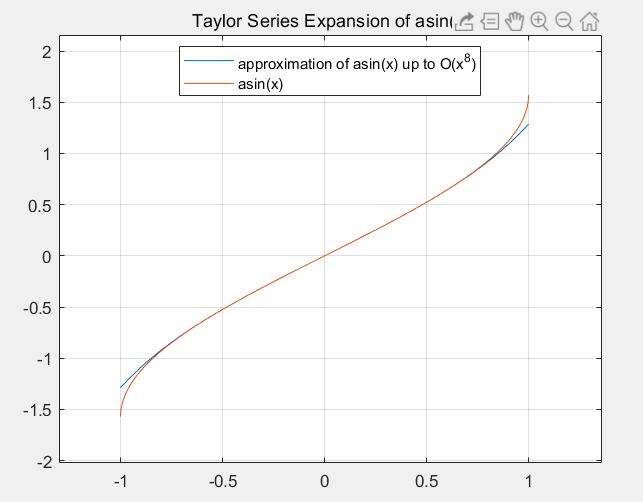 Taylor Series Expansion of asin(
2
approximation of asin(x) up to O(x^8)
asin(x)
1.5
1
0.5
0
-0.5
-1
-1.5
-2
-1 -0.5 0 0.5 1